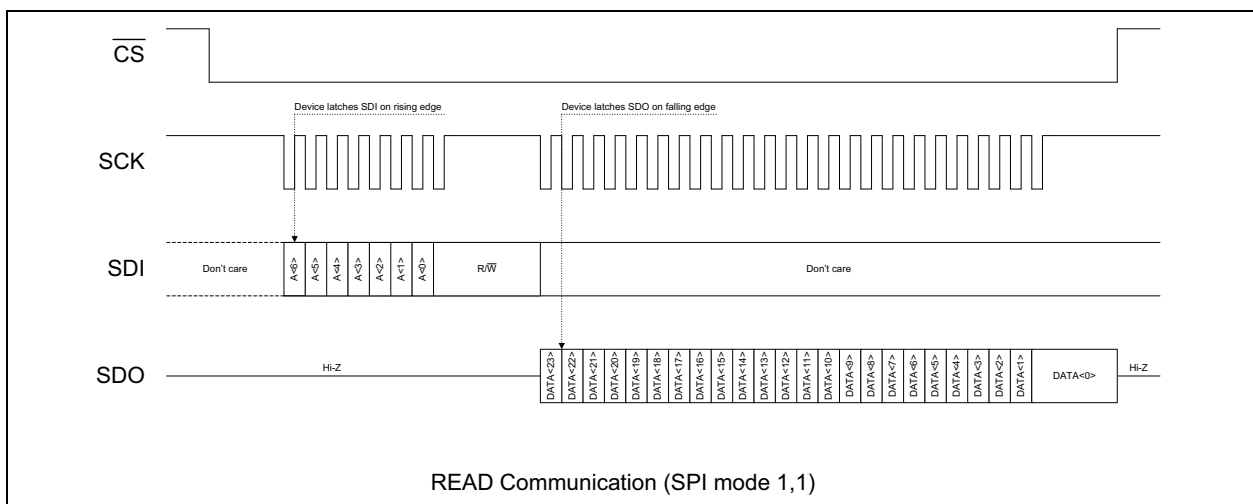 CS
Device latches SDI on rising edge
Device latches SDO on falling edge
SCK
SDI
Don't care
A<6>
A<5>
A<4>
A<3>
A<2>
A<1>
A<0>
R/W
Don't care
SDO
Hi-Z
DATA<23>
DATA<22>
DATA<21>
DATA<20>
DATA<19>
DATA<18>
DATA<17>
DATA<16>
DATA<15>
DATA<14>
DATA<13>
DATA<12>
DATA<11>
DATA<10>
DATA<9>
DATA<8>
DATA<7>
DATA<6>
DATA<5>
DATA<4>
DATA<3>
DATA<2>
DATA<1>
DATA<0>
Hi-Z
READ Communication (SPI mode 1,1)